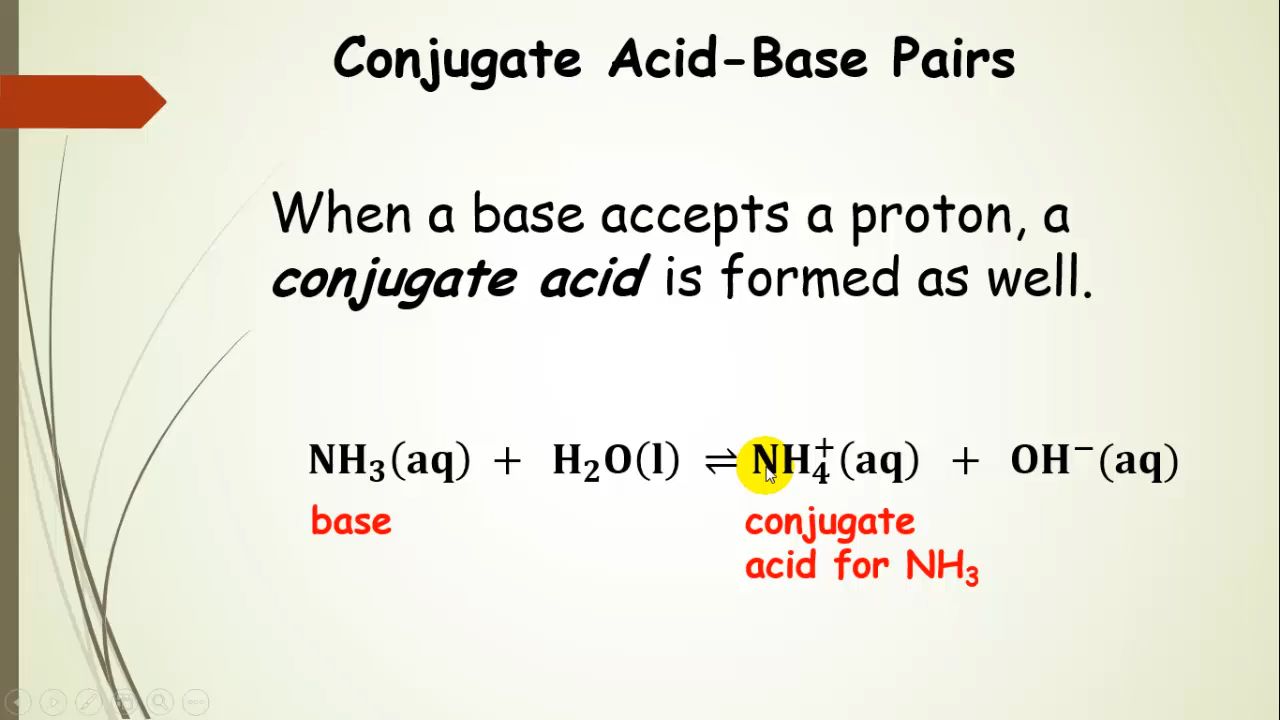 Conjugate Acid-Base Pairs
When a base accepts a proton, a
conjugate acid is formed as well.
NH₃(aq) + H₂O(l) ⇌ NH₄⁺(aq) + OH⁻(aq)
base
conjugate
acid for NH₃